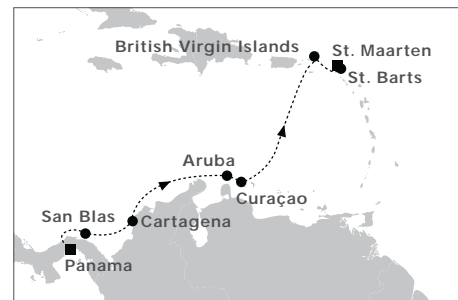 British Virgin Islands
St. Maarten
St. Barts
Aruba
Curaçao
San Blas
Cartagena
Panama